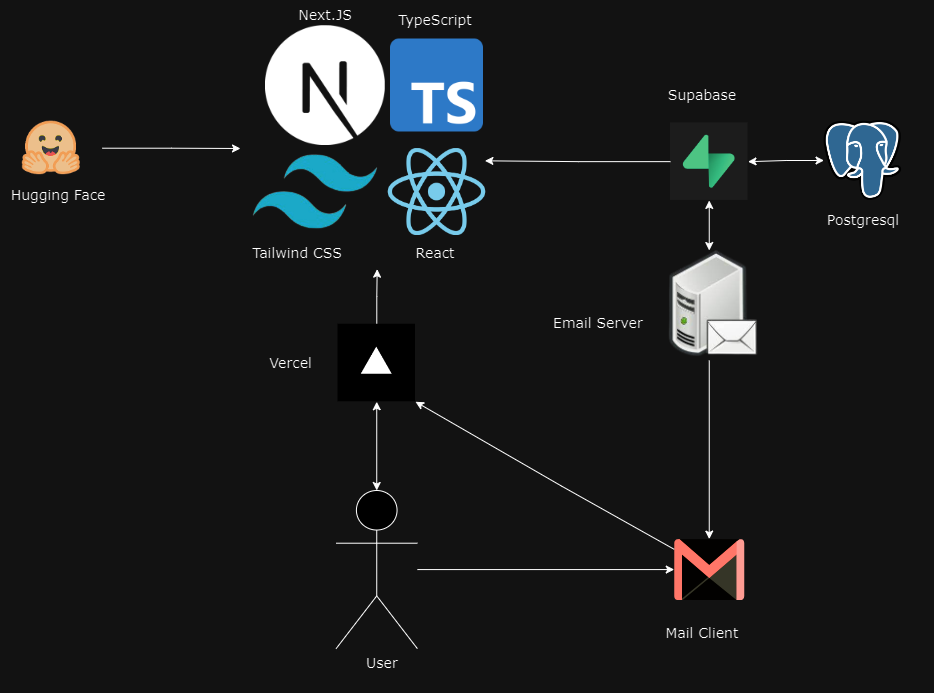 Next.JS
TypeScript
TS
Supabase
Hugging Face
Postgresql
Tailwind CSS
React
Email Server
Vercel
Mail Client
User